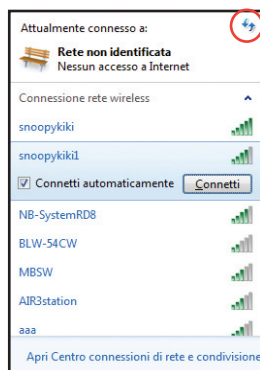 Attualmente connesso a:
Rete non identificata
Nessun accesso a Internet
Connessione rete wireless
snoopykiki
snoopykiki1
Connetti automaticamente Connetti
NB-SystemRD8
BLW-54CW
MBSW
AIR3station
aaa
Apri Centro connessioni di rete e condivisione